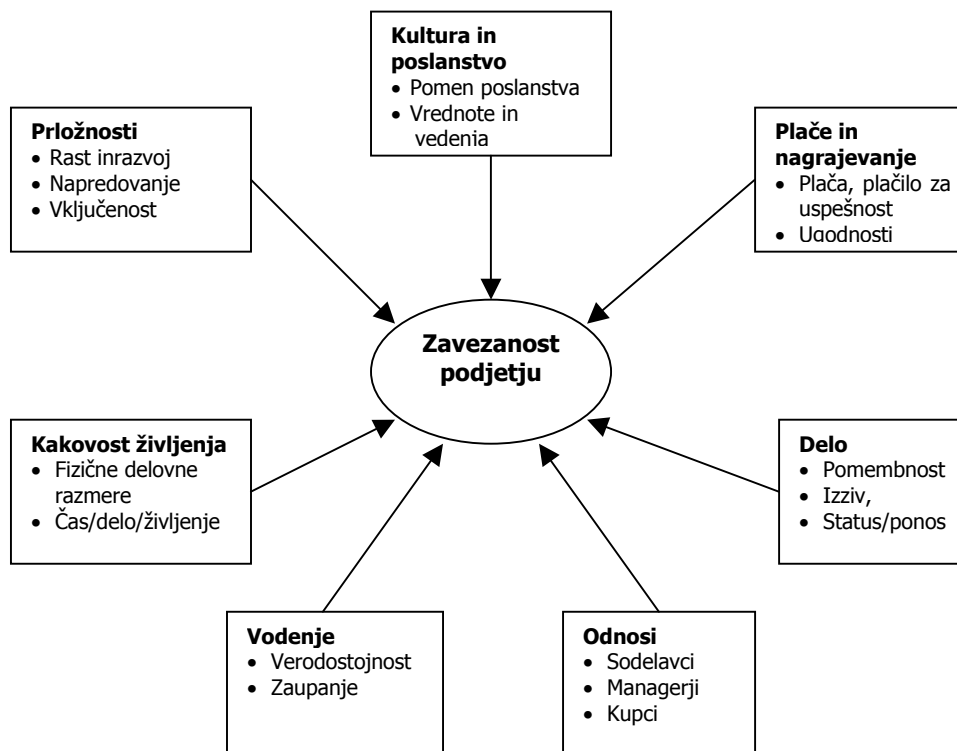 Kultura in
poslanstvo
• Pomen poslanstva
• Vrednote in
vedenia
Prložnosti
• Rast inrazvoj
• Napredovanje
• Vključenost
Plače in
nagrajevanje
• Plača, plačilo za
uspešnost
• Ugodnosti
Zavezanost
podjetju
Kakovost življenja
• Fizične delovne
razmere
• Čas/delo/življenje
Delo
• Pomembnost
• Izziv,
• Status/ponos
Vodenje
• Verodostojnost
• Zaupanje
Odnosi
• Sodelavci
• Managerji
• Kupci